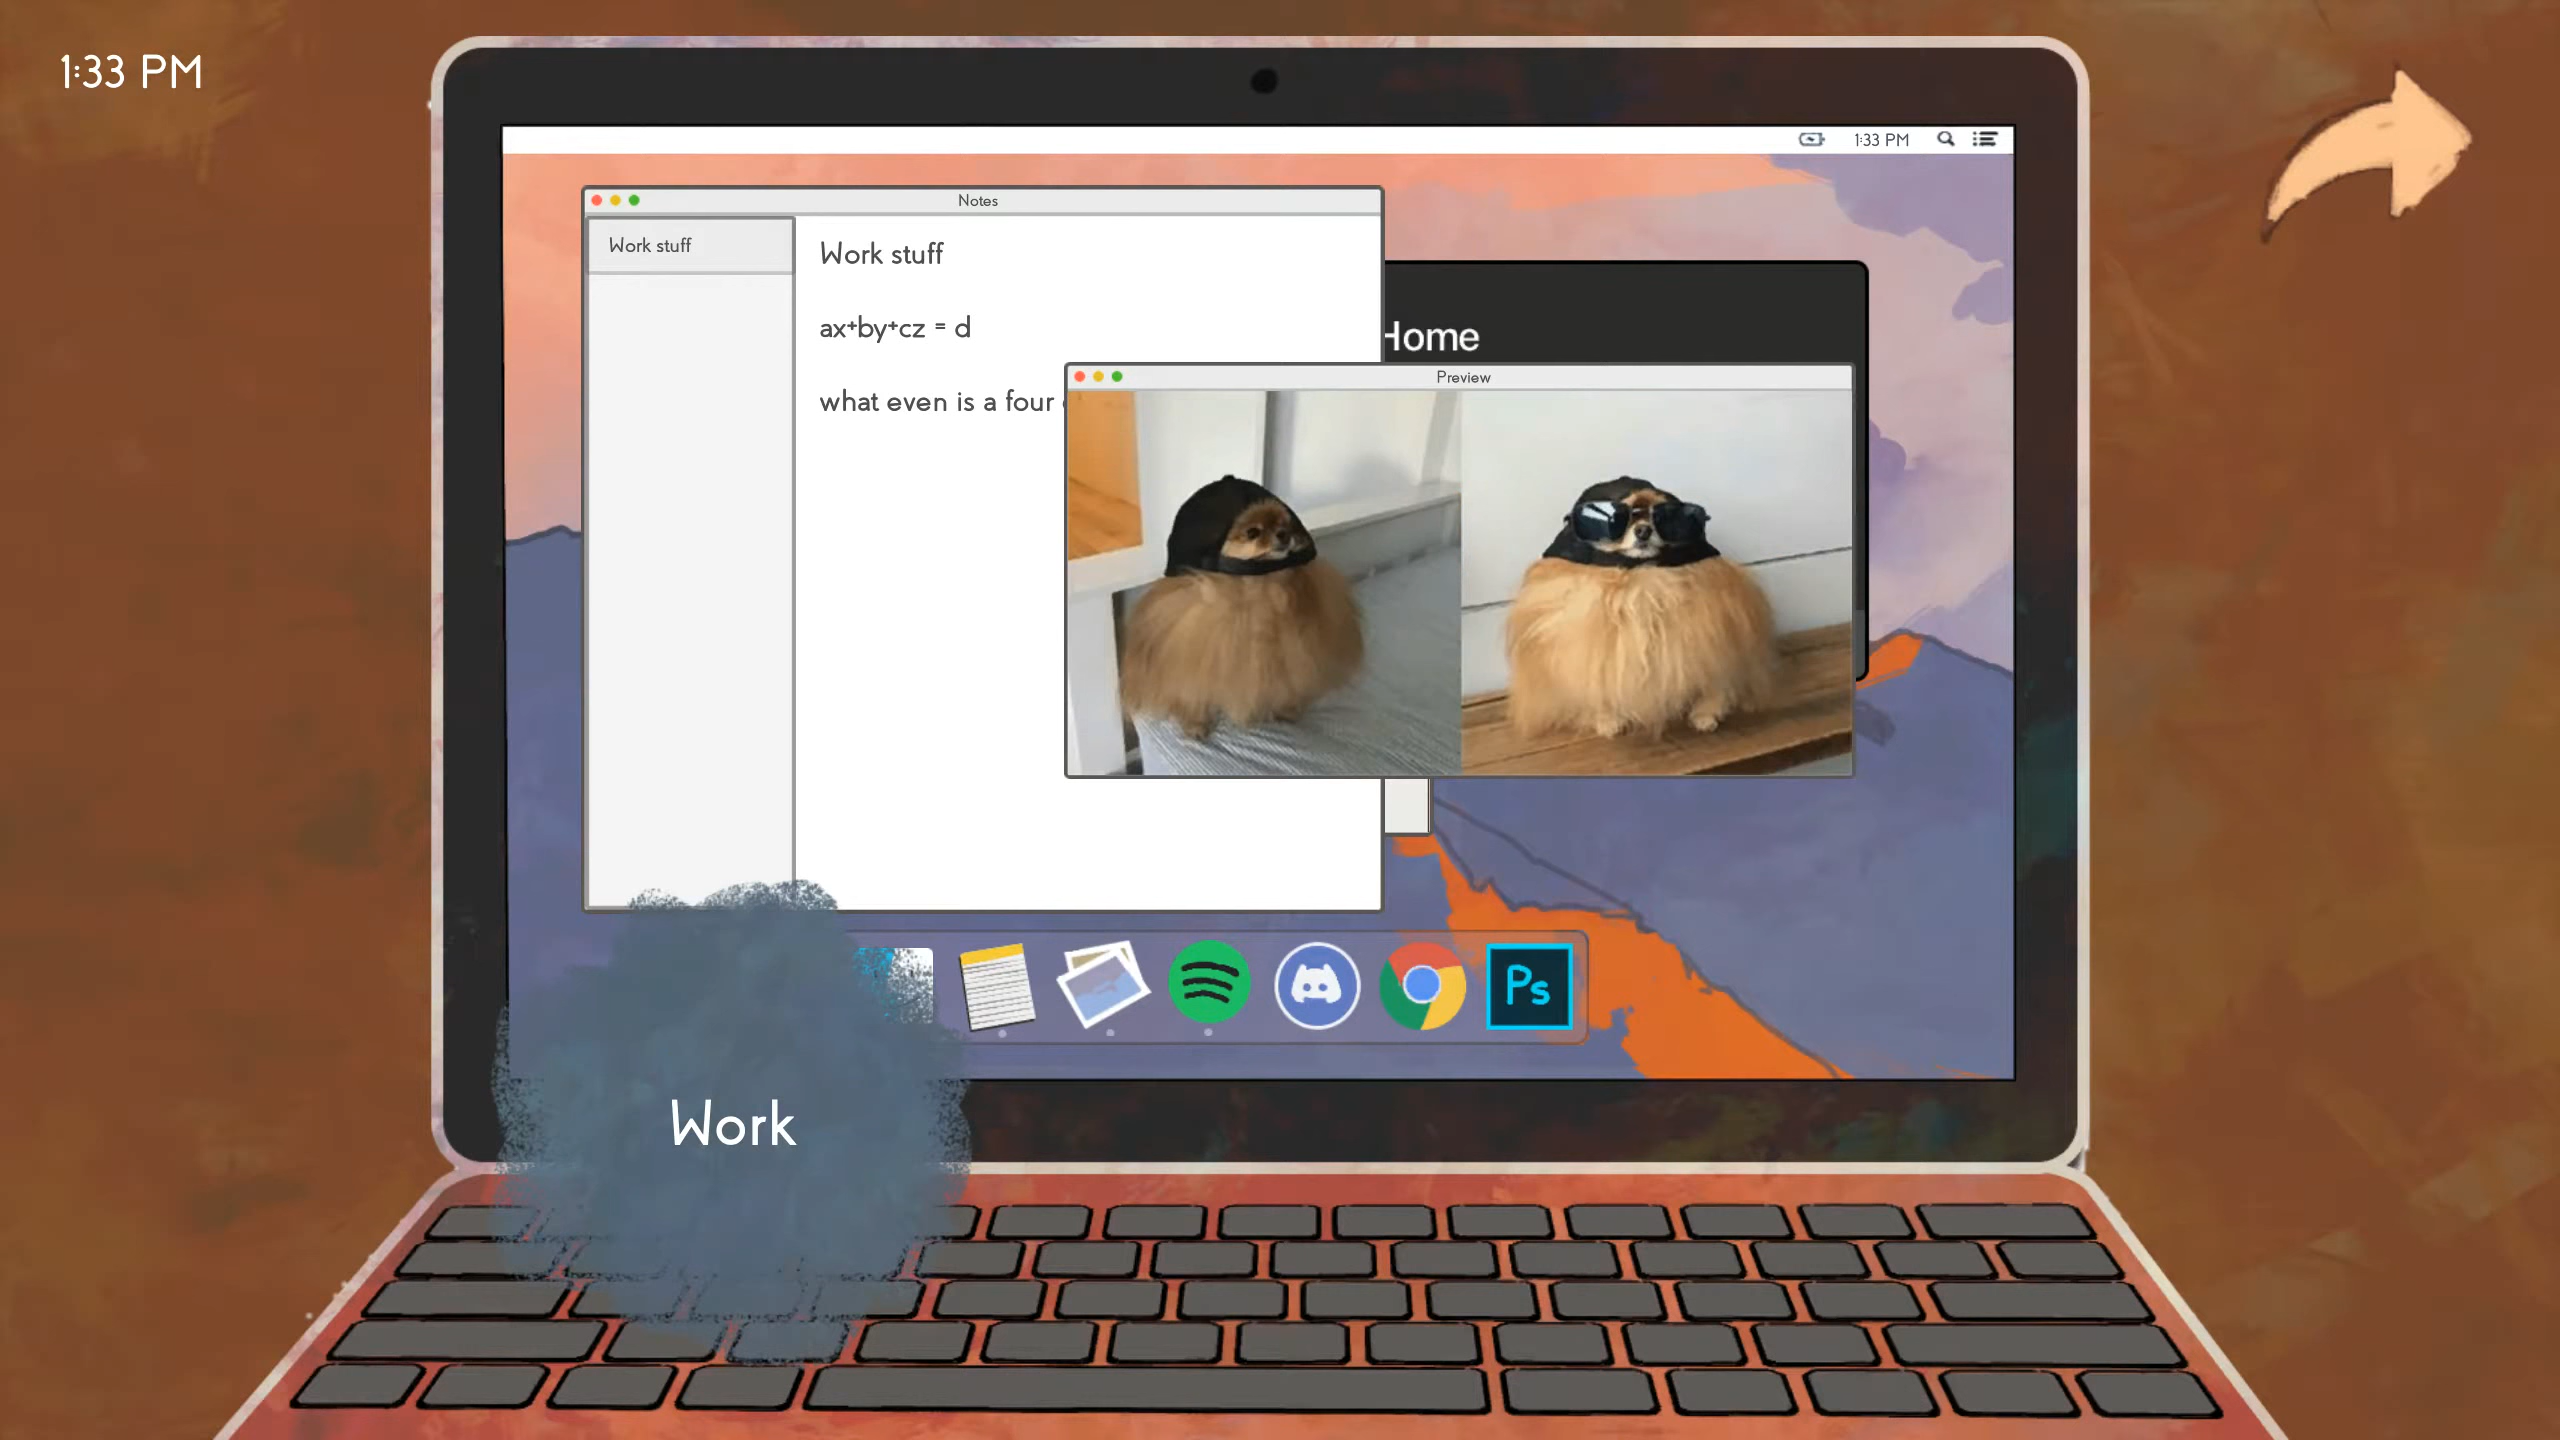 1:33 PM
1:33 PM
Notes
Work stuff
Work stuff
ax+by+cz = d
what even is a four
Home
Preview
Ps
Work